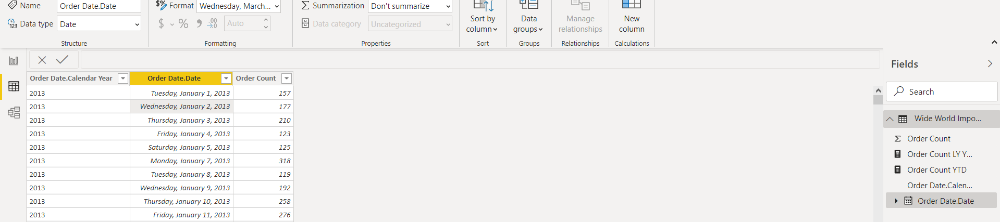 Name Order Date.Date
Format Wednesday, March...
Summarization Don't summarize
Data type Date
$ % 9 .00 Auto
Data category Uncategorized
Sort by column
Data groups
Manage relationships
New column
Structure
Formatting
Properties
Sort
Groups
Relationships
Calculations
Order Date.Calendar Year Order Date.Date Order Count
2013 Tuesday, January 1, 2013 157
2013 Wednesday, January 2, 2013 177
2013 Thursday, January 3, 2013 210
2013 Friday, January 4, 2013 123
2013 Saturday, January 5, 2013 125
2013 Monday, January 7, 2013 318
2013 Tuesday, January 8, 2013 119
2013 Wednesday, January 9, 2013 192
2013 Thursday, January 10, 2013 258
2013 Friday, January 11, 2013 276
Fields
Search
Wide World Impo...
Order Count
Order Count LY Y...
Order Count YTD
Order Date.Calen...
Order Date.Date